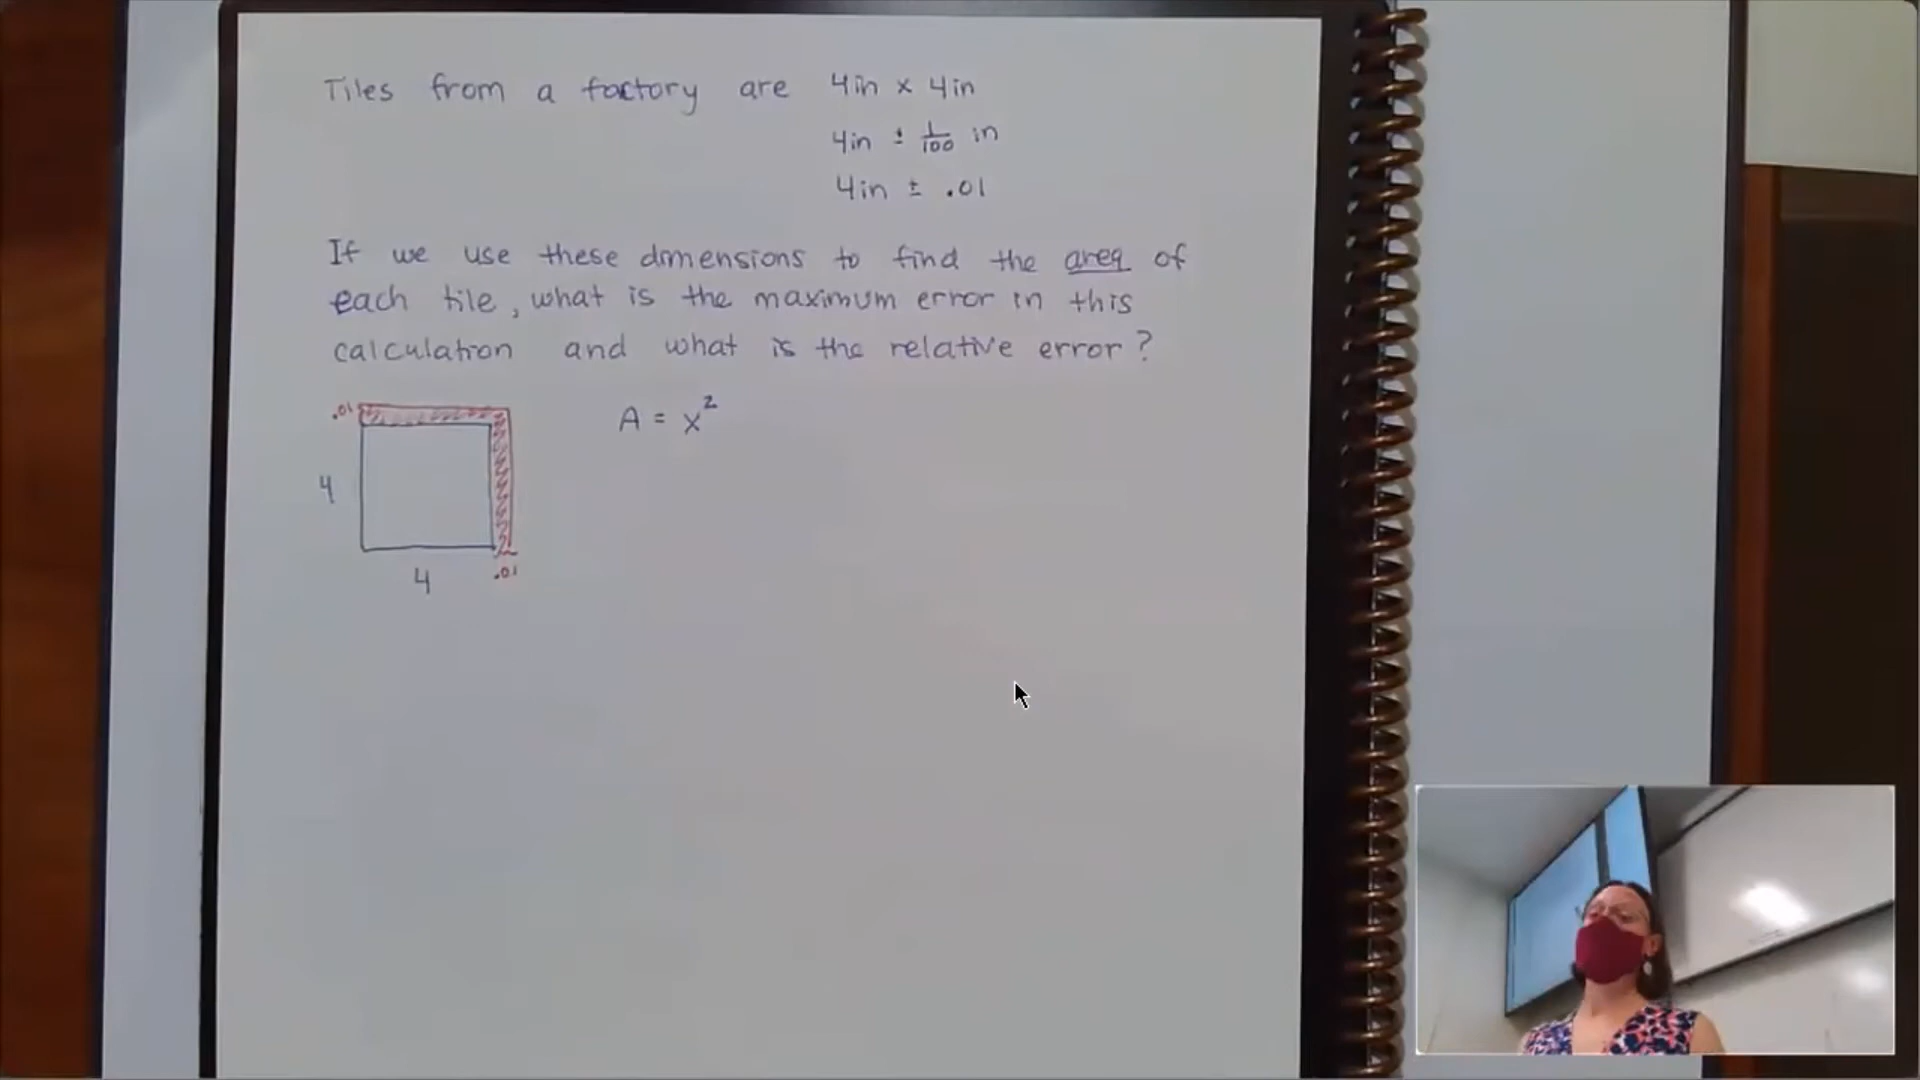 Tiles from a factory are 4in x 4in
4in ± 1/100 in
4in ± .01
If we use these dimensions to find the area of
each tile, what is the maximum error in this
calculation and what is the relative error?
.01
A = x²
4
4
.01